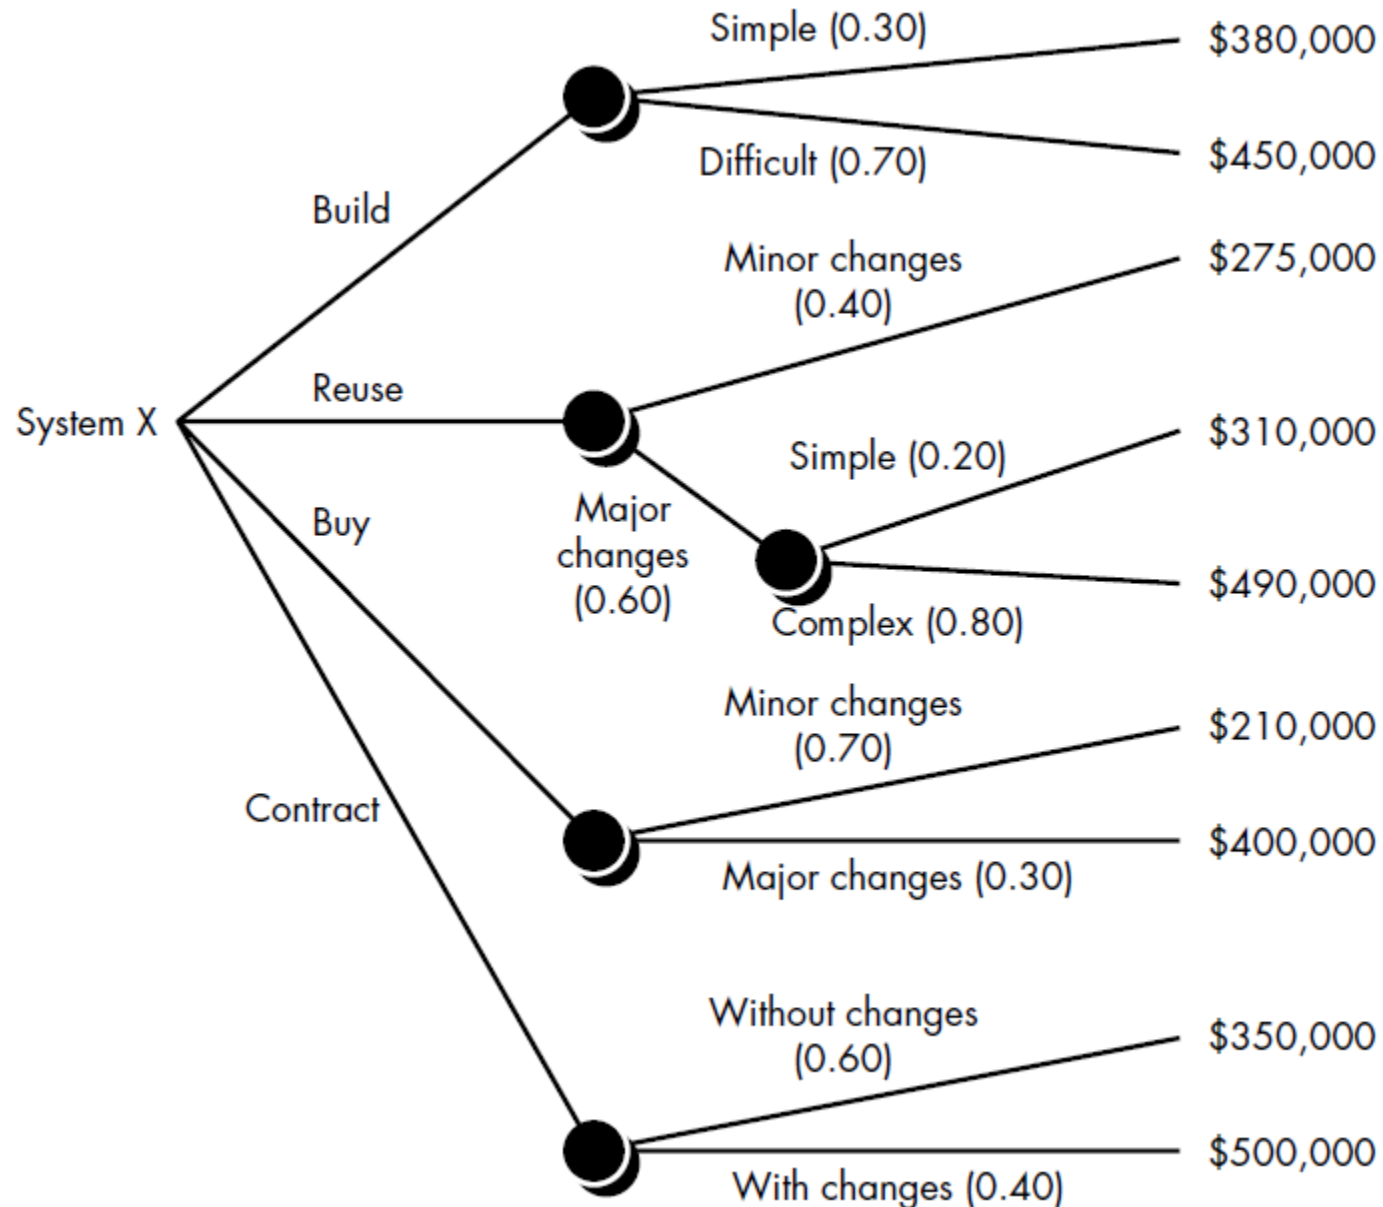 Simple (0.30)
$380,000
$450,000
Difficult (0.70)
Build
Minor changes
(0.40)
$275,000
Reuse
System X
Simple (0.20)
$310,000
Buy
Major
changes
(0.60)
$490,000
Complex (0.80)
Minor changes
(0.70)
$210,000
Contract
$400,000
Major changes (0.30)
Without changes
(0.60)
$350,000
$500,000
With changes (0.40)